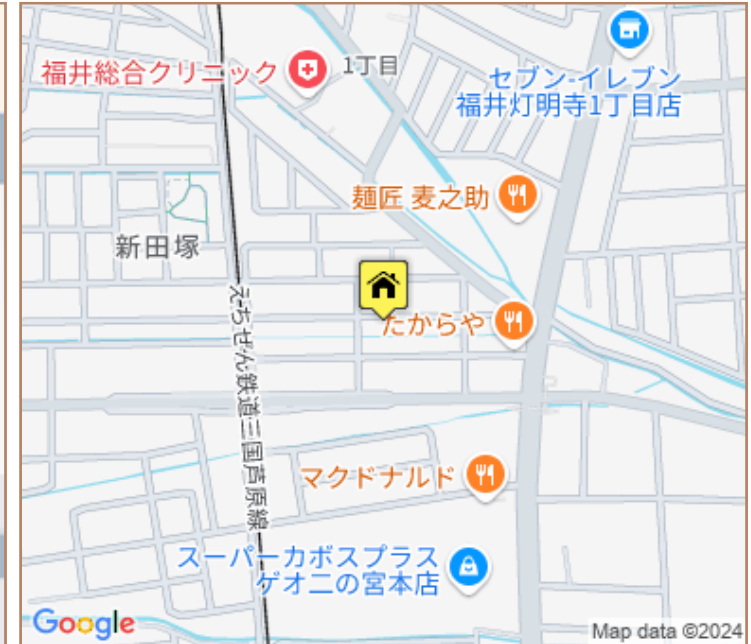 福井総合クリニック
1丁目
セブン-イレブン
福井灯明寺1丁目店
麺匠 麦之助
新田塚
たからや
えちぜん鉄道三国芦原線
マクドナルド
スーパーカボスプラス
ゲオ二の宮本店
Google
Map data ©2024